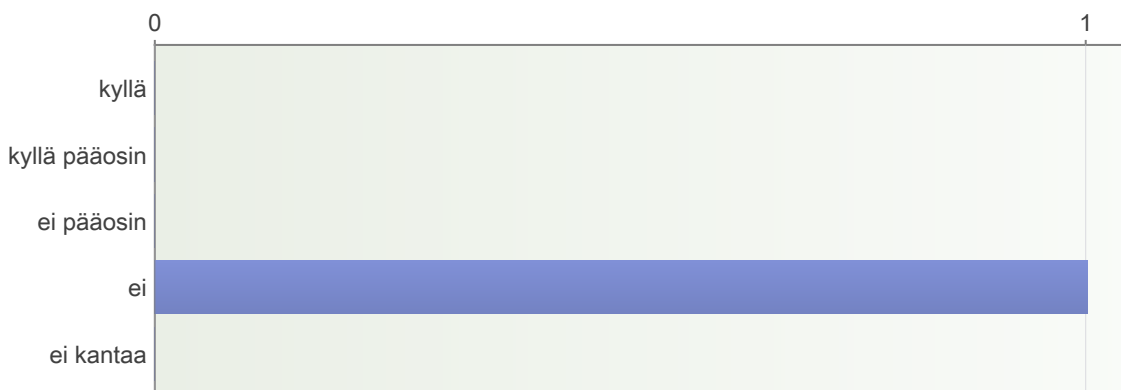 0 1
kyllä
kyllä pääosin
ei pääosin
ei
ei kantaa